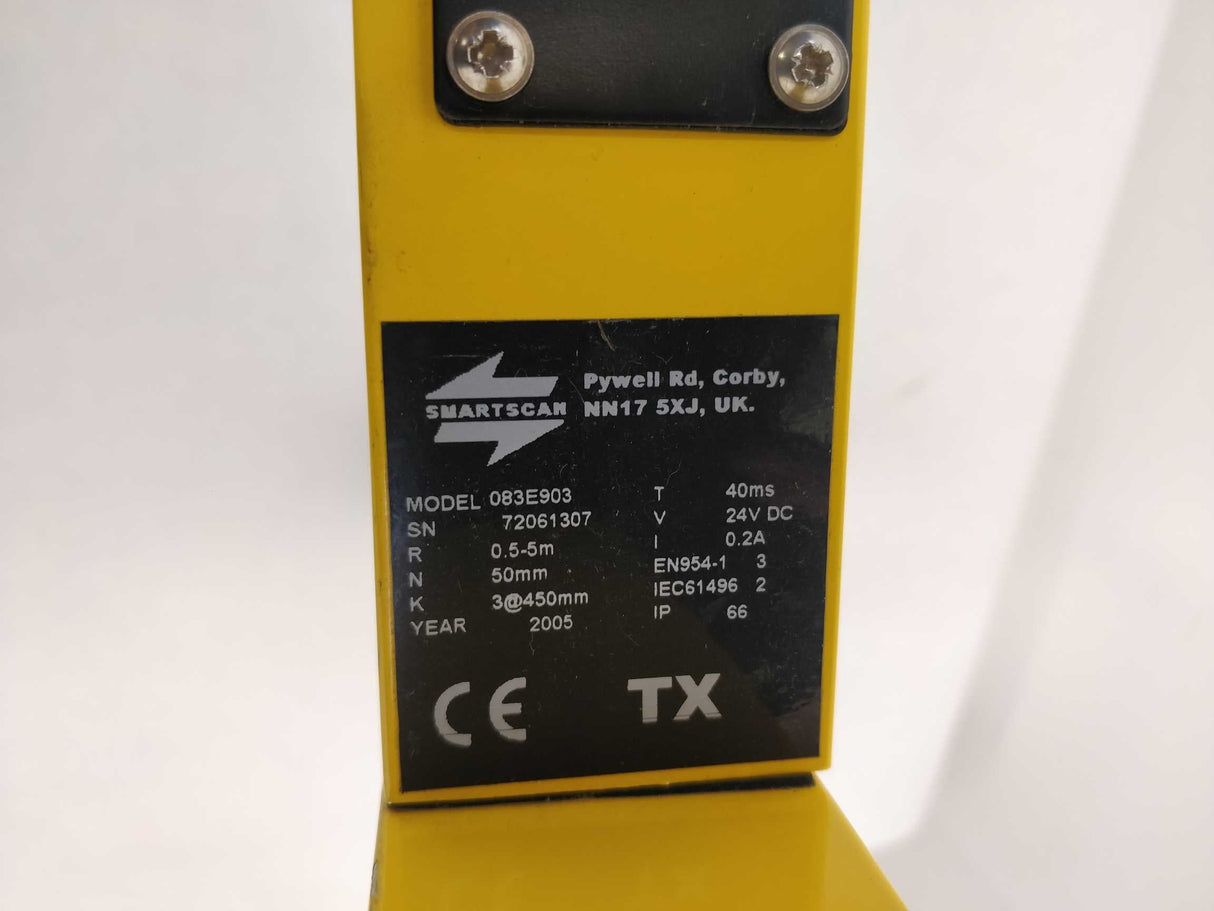 SMARTSCAN
Pywell Rd, Corby,
NN17 5XJ, UK.
MODEL 083E903
SN 72061307
R 0.5-5m
N 50mm
K 3@450mm
YEAR 2005
T 40ms
V 24V DC
I 0.2A
EN954-1 3
IEC61496 2
IP 66
CE
TX